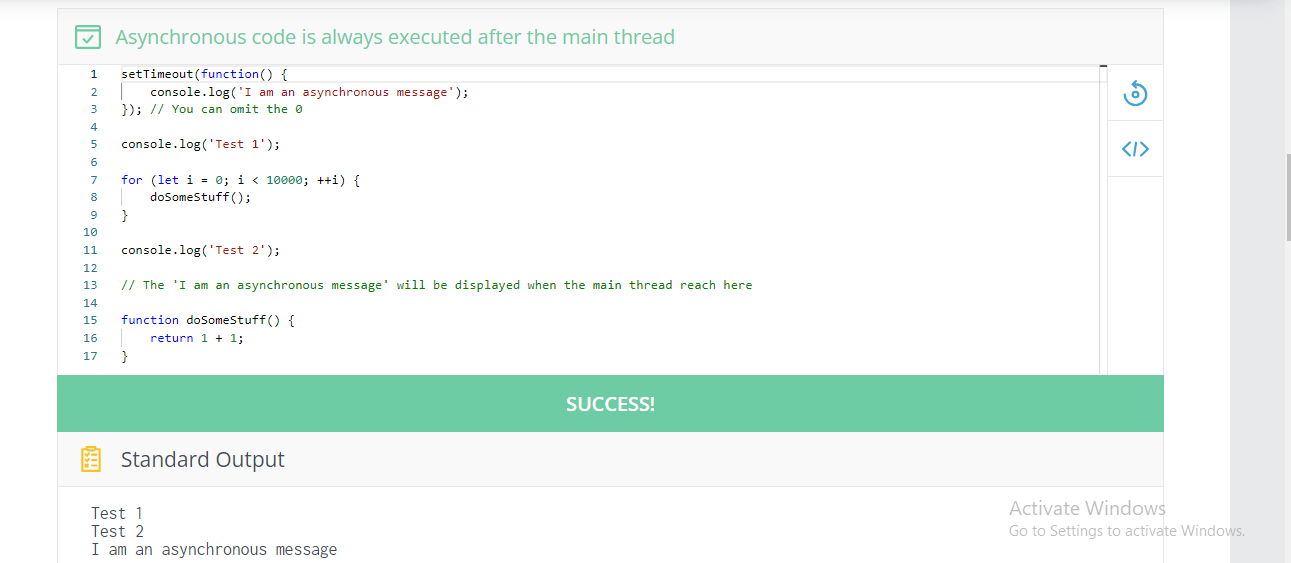 Asynchronous code is always executed after the main thread
1 setTimeout(function() {
2     console.log('I am an asynchronous message');
3 }); // You can omit the 0
4
5 console.log('Test 1');
6
7 for (let i = 0; i < 10000; ++i) {
8     doSomeStuff();
9 }
10
11 console.log('Test 2');
12
13 // The 'I am an asynchronous message' will be displayed when the main thread reach here
14
15 function doSomeStuff() {
16     return 1 + 1;
17 }
</>
SUCCESS!
Standard Output
Test 1
Test 2
I am an asynchronous message
Activate Windows
Go to Settings to activate Windows.